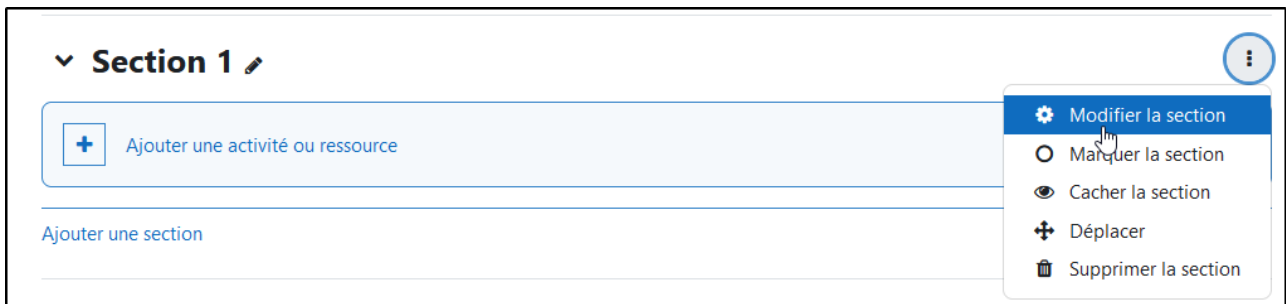 Section 1
Ajouter une activité ou ressource
Ajouter une section
Modifier la section
Marquer la section
Cacher la section
Déplacer
Supprimer la section